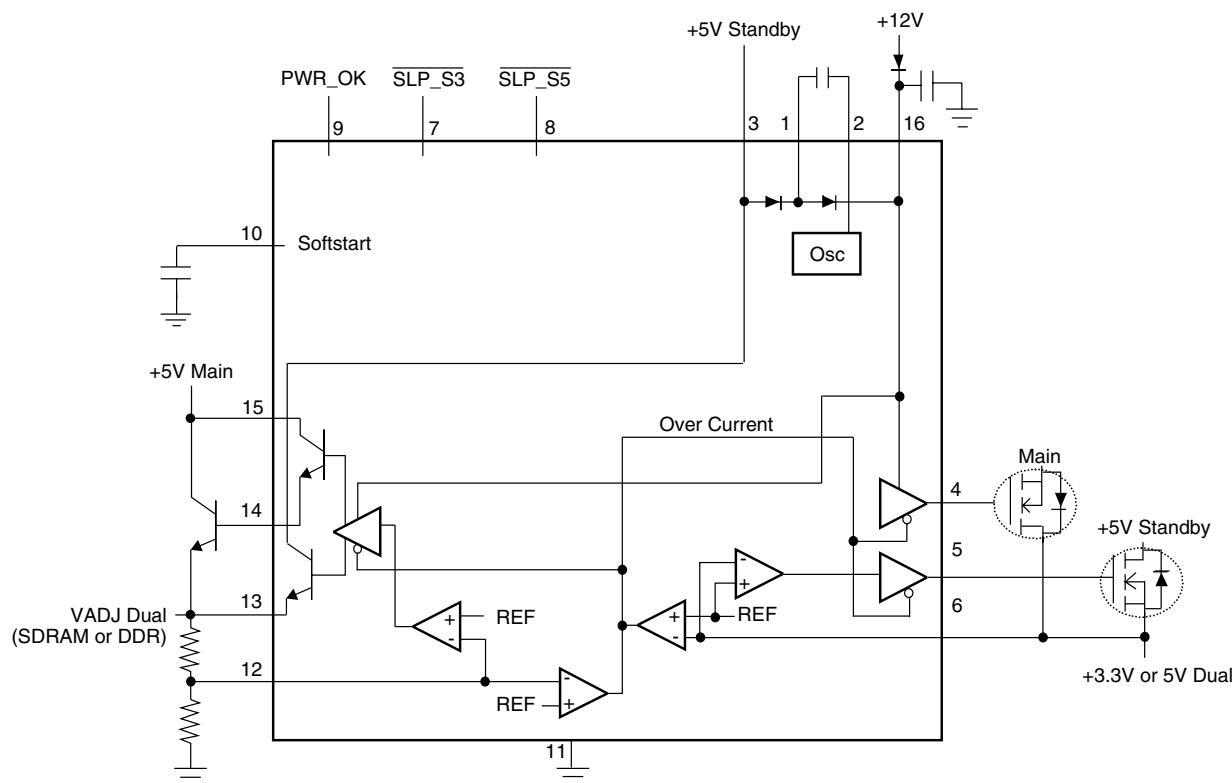 +5V Standby
+12V
PWR_OK
SLP_S3
SLP_S5
9
7
8
3
1
2
16
10
Softstart
Osc
+5V Main
15
Over Current
Main
4
14
+5V Standby
5
13
6
VADJ Dual
(SDRAM or DDR)
REF
REF
12
REF
+3.3V or 5V Dual
11
+
-
-
+
+
-
-
+